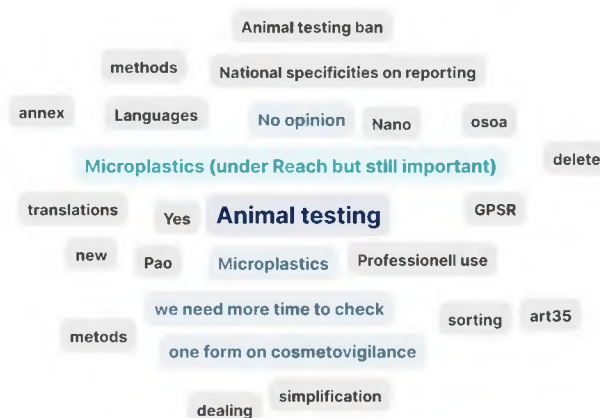 Animal testing ban
methods
National specificities on reporting
annex
Languages
No opinion
Nano
osoa
Microplastics (under Reach but still important)
delete
translations
Yes
Animal testing
GPSR
new
Pao
Microplastics
Professionell use
we need more time to check
sorting
art35
metods
one form on cosmetovigilance
simplification
dealing